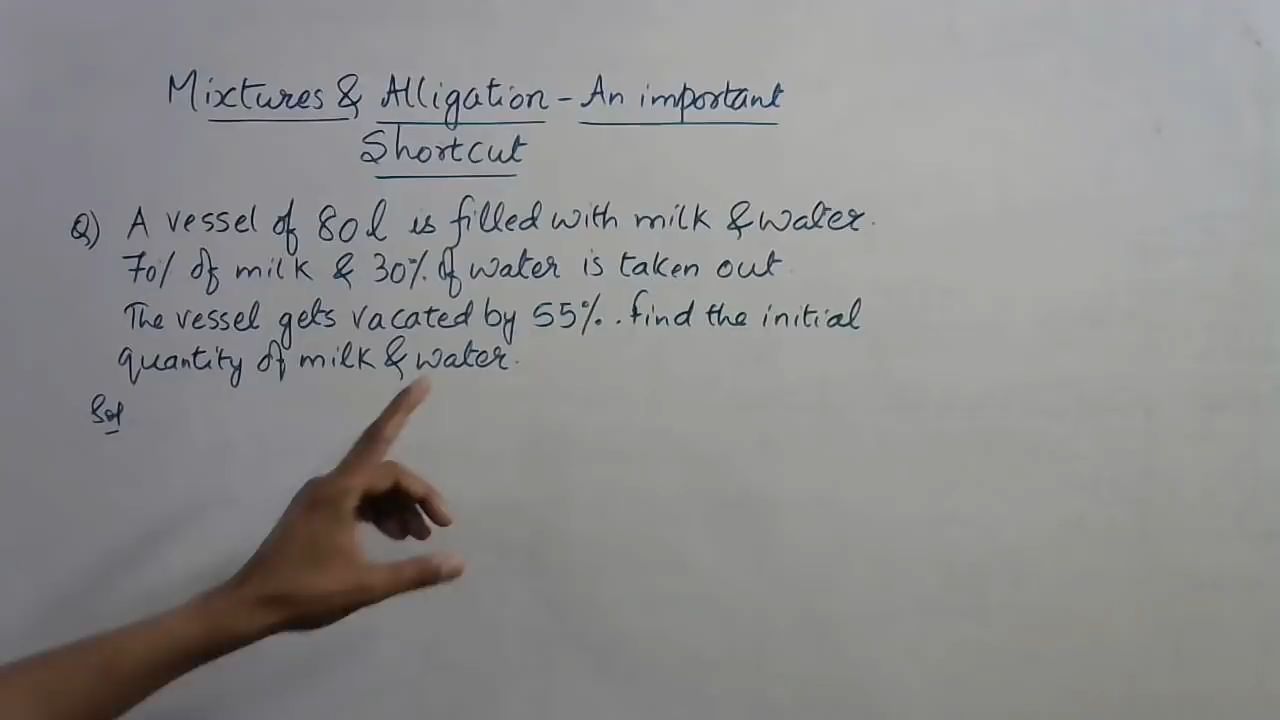 Mixtures & Alligation - An important
Shortcut
Q) A vessel of 80l is filled with milk & water.
70% of milk & 30% of water is taken out
The vessel gets vacated by 55%. find the initial
quantity of milk & water.
Sol